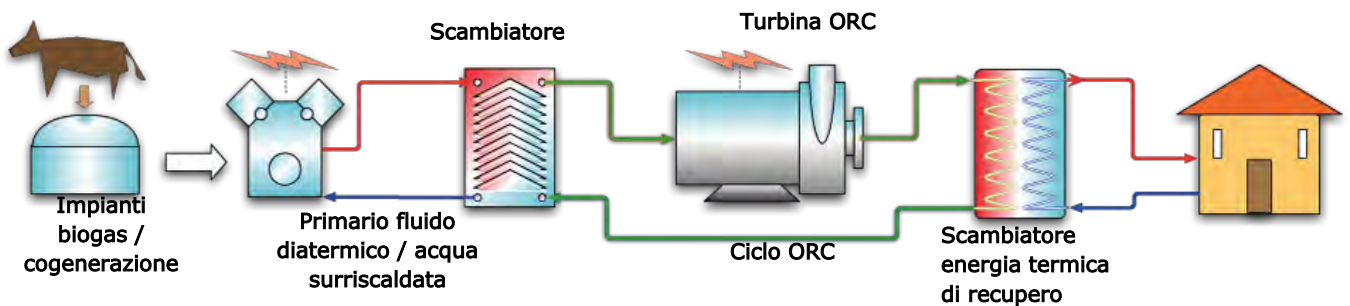 Scambiatore
Turbina ORC
Impianti
biogas /
cogenerazione
Primario fluido
diatermico / acqua
surriscaldata
Ciclo ORC
Scambiatore
energia termica
di recupero